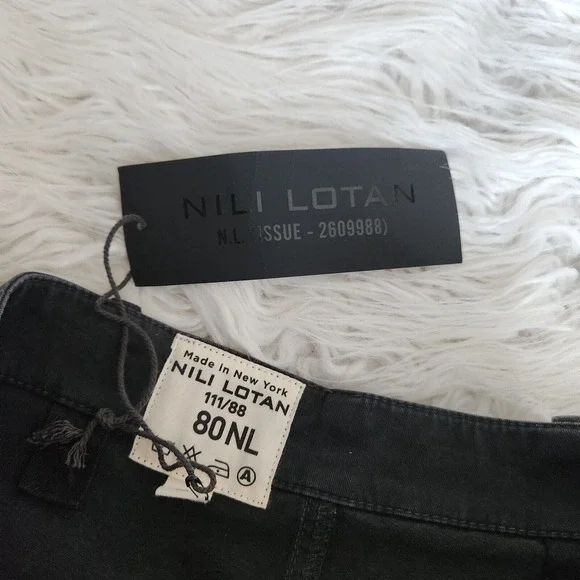 NILI LOTAN
N.L. (ISSUE - 2609988)
Made in New York
NILI LOTAN
111/88
80NL
A